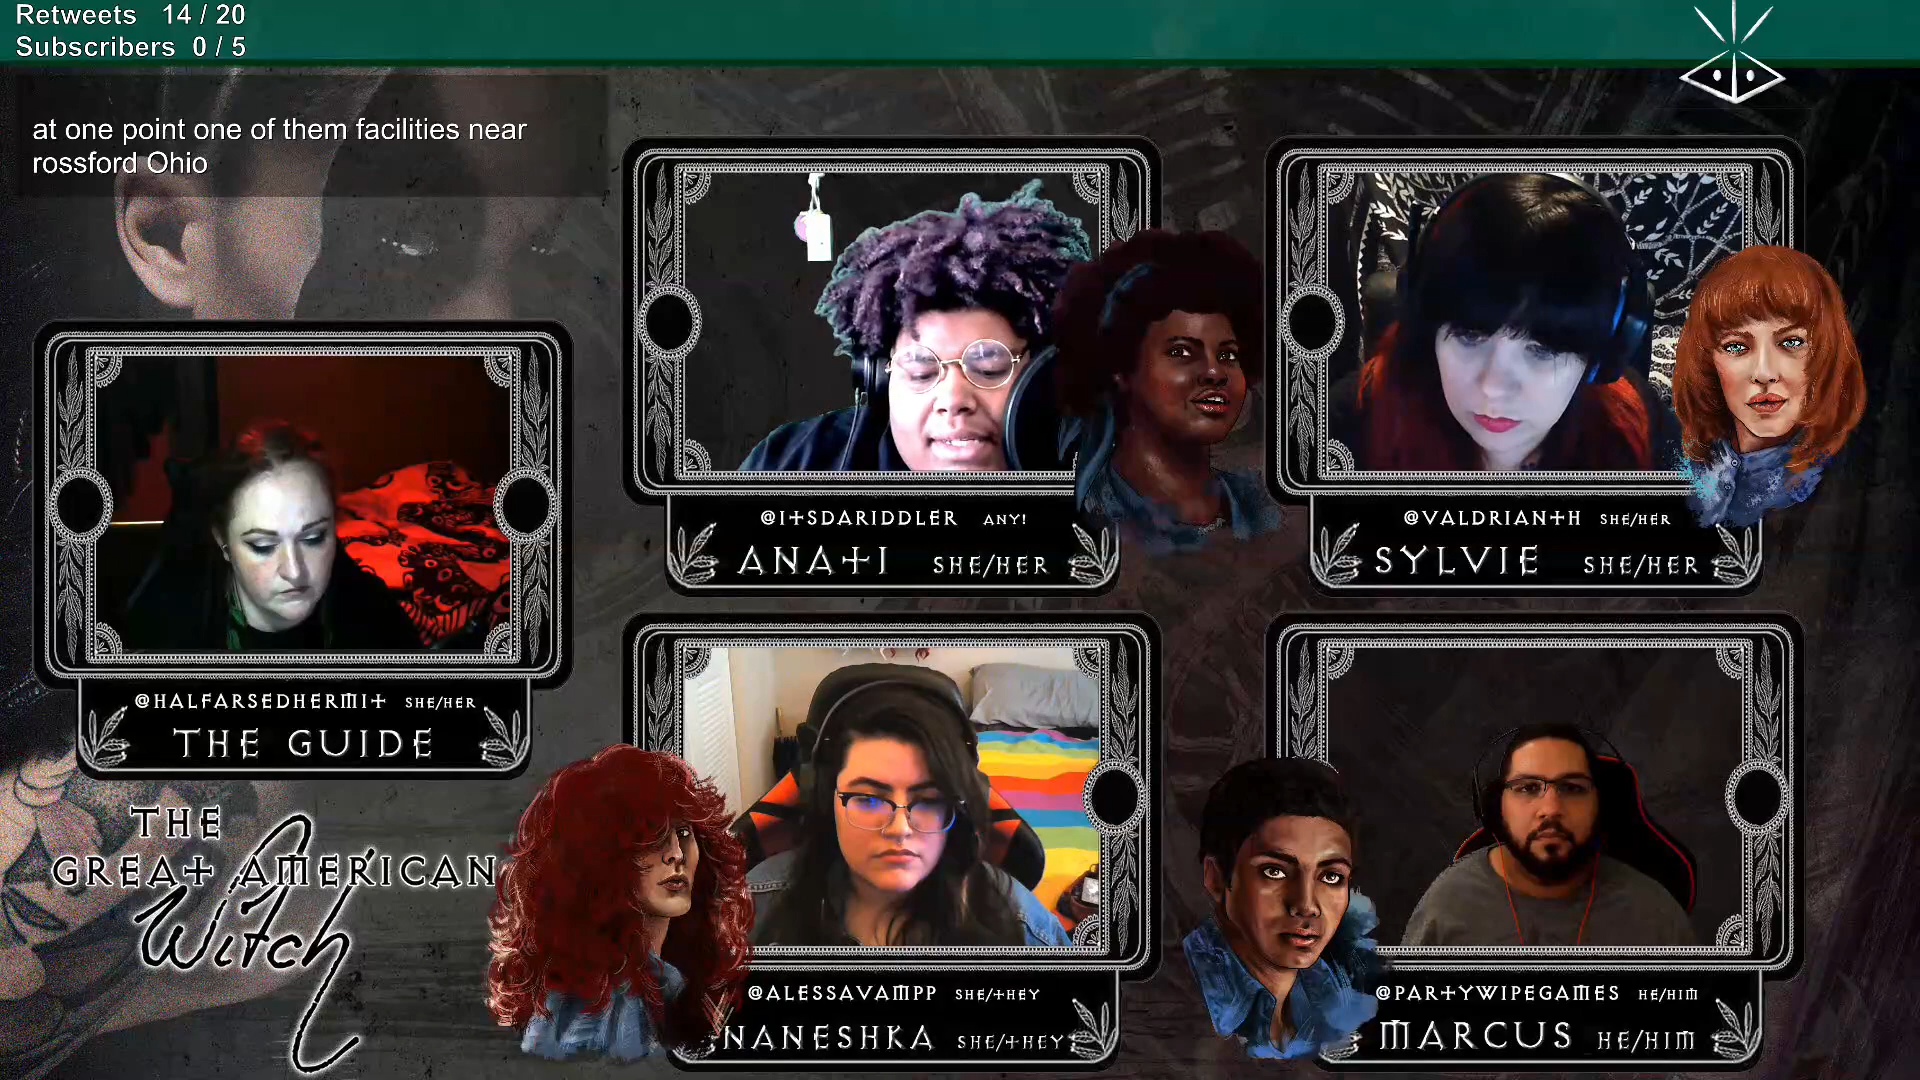 Retweets 14 / 20
Subscribers 0 / 5
at one point one of them facilities near
rossford Ohio
@HALFARSEDHERMIT SHE/HER
THE GUIDE
@ITSDARIDDLER ANY!
ANATI SHE/HER
@VALDRIANTH SHE/HER
SYLVIE SHE/HER
THE
GREAT AMERICAN
Witch
@ALESSAVAMPP SHE/THEY
NANESHKA SHE/THEY
@PARTYWIPEGAMES HE/HIM
MARCUS HE/HIM